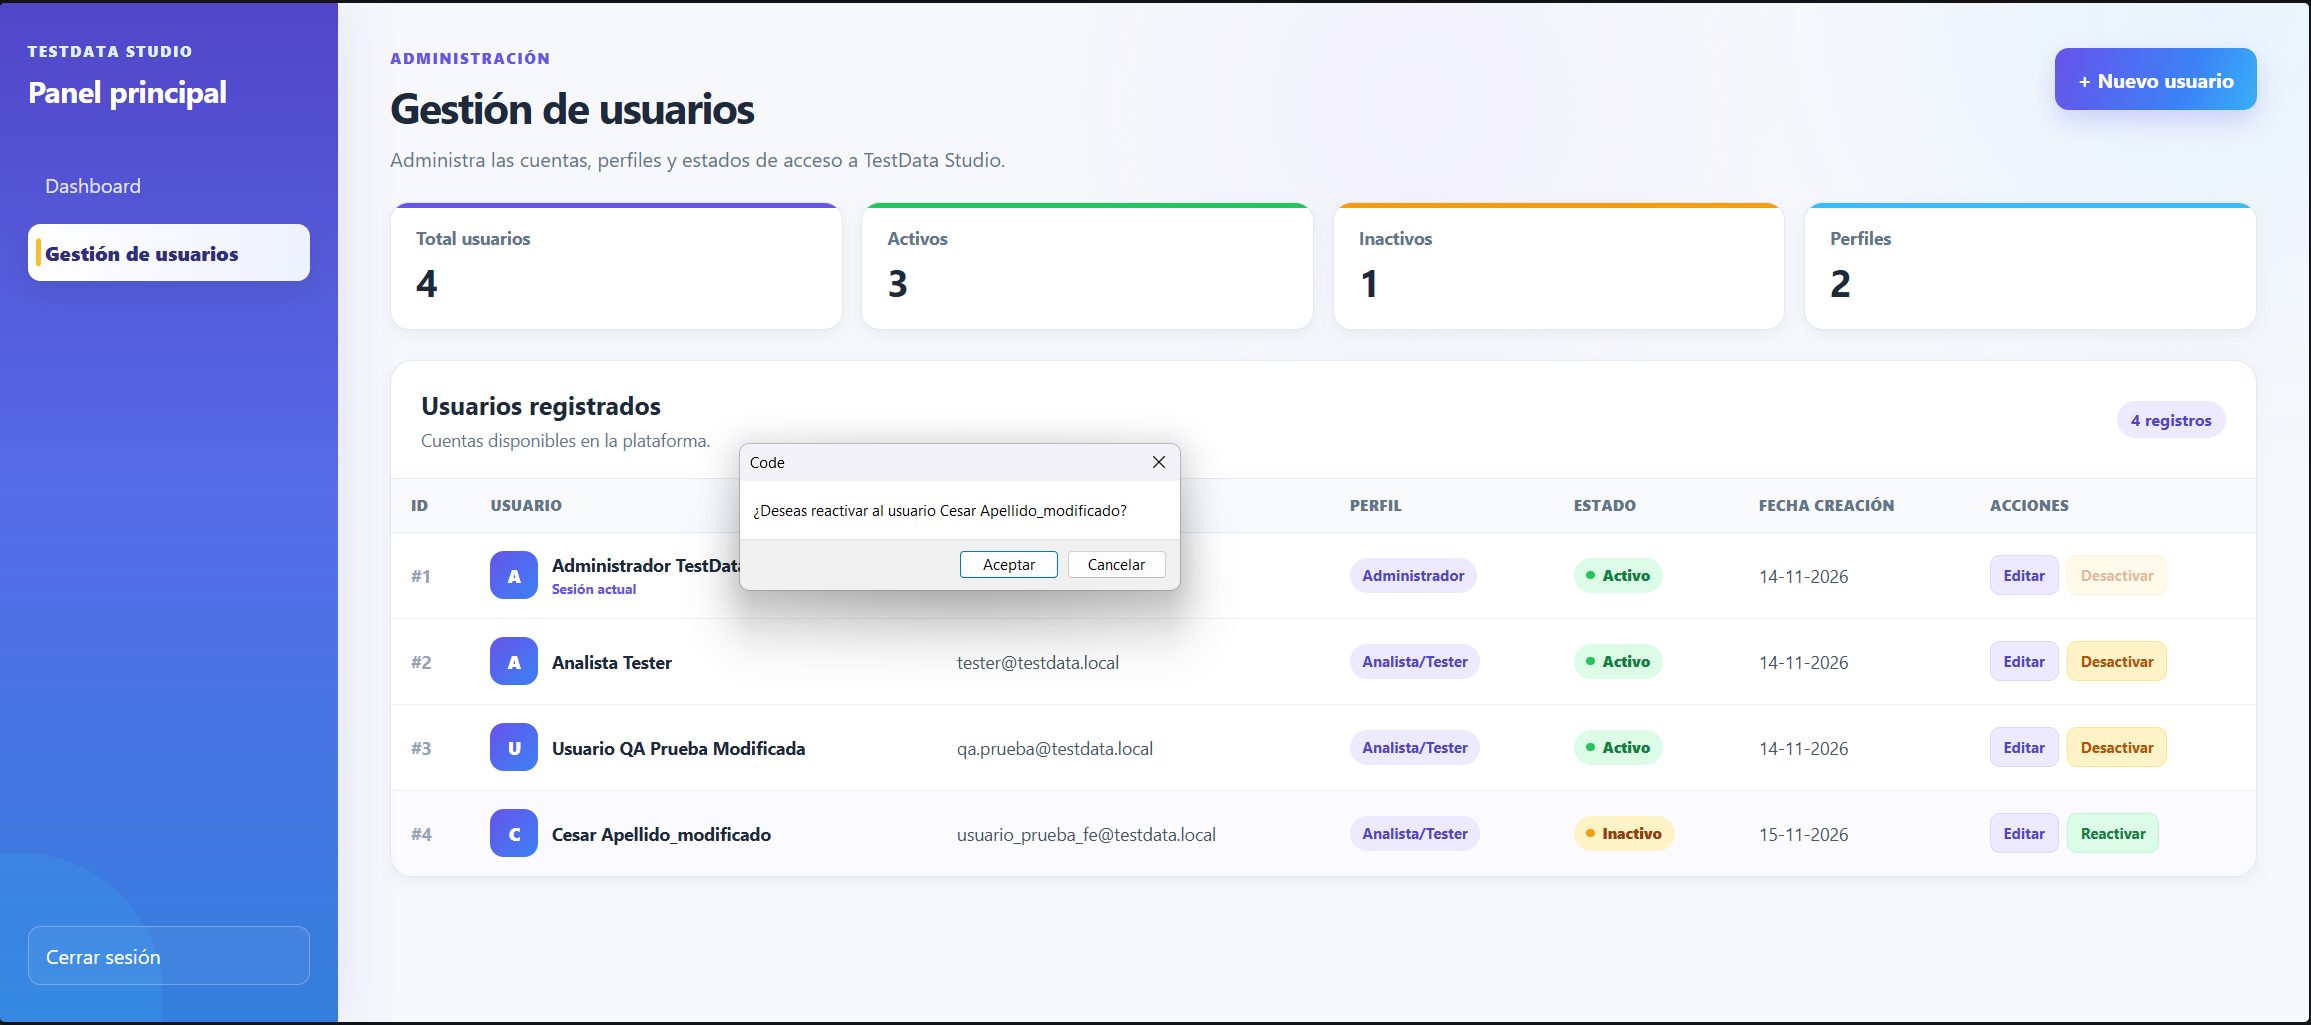 TESTDATA STUDIO
Panel principal
Dashboard
Gestión de usuarios
Cerrar sesión
ADMINISTRACIÓN
Gestión de usuarios
Administra las cuentas, perfiles y estados de acceso a TestData Studio.
+ Nuevo usuario
Total usuarios
4
Activos
3
Inactivos
1
Perfiles
2
Usuarios registrados
Cuentas disponibles en la plataforma.
4 registros
Code
¿Deseas reactivar al usuario Cesar Apellido_modificado?
Aceptar Cancelar
ID USUARIO PERFIL ESTADO FECHA CREACIÓN ACCIONES
#1 A Administrador TestData Administrador Activo 14-11-2026 Editar Desactivar
Sesión actual
#2 A Analista Tester tester@testdata.local Analista/Tester Activo 14-11-2026 Editar Desactivar
#3 U Usuario QA Prueba Modificada qa.prueba@testdata.local Analista/Tester Activo 14-11-2026 Editar Desactivar
#4 C Cesar Apellido_modificado usuario_prueba_fe@testdata.local Analista/Tester Inactivo 15-11-2026 Editar Reactivar